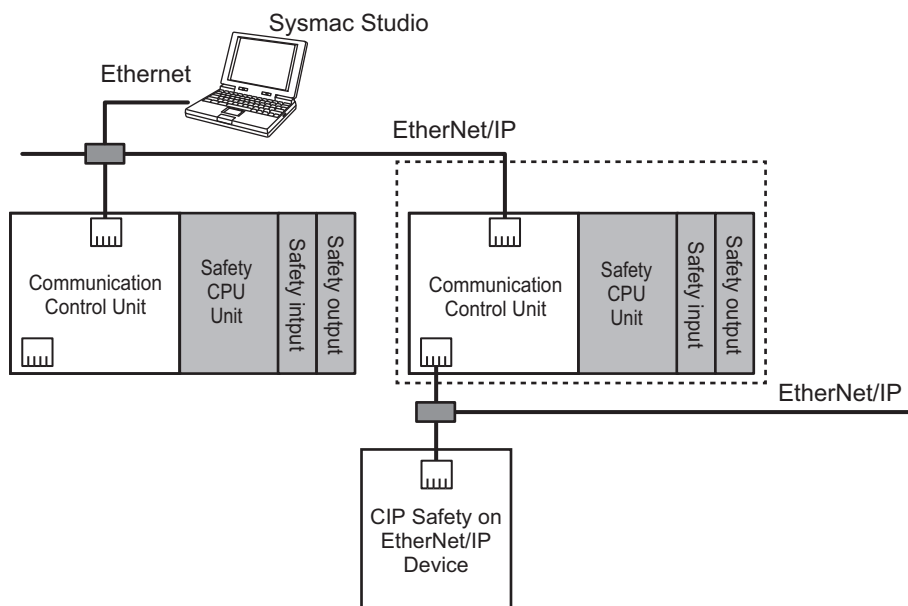 Sysmac Studio
Ethernet
EtherNet/IP
Communication
Control Unit
Safety
CPU
Unit
Safety intput
Safety output
Communication
Control Unit
Safety
CPU
Unit
Safety input
Safety output
EtherNet/IP
CIP Safety on
EtherNet/IP
Device